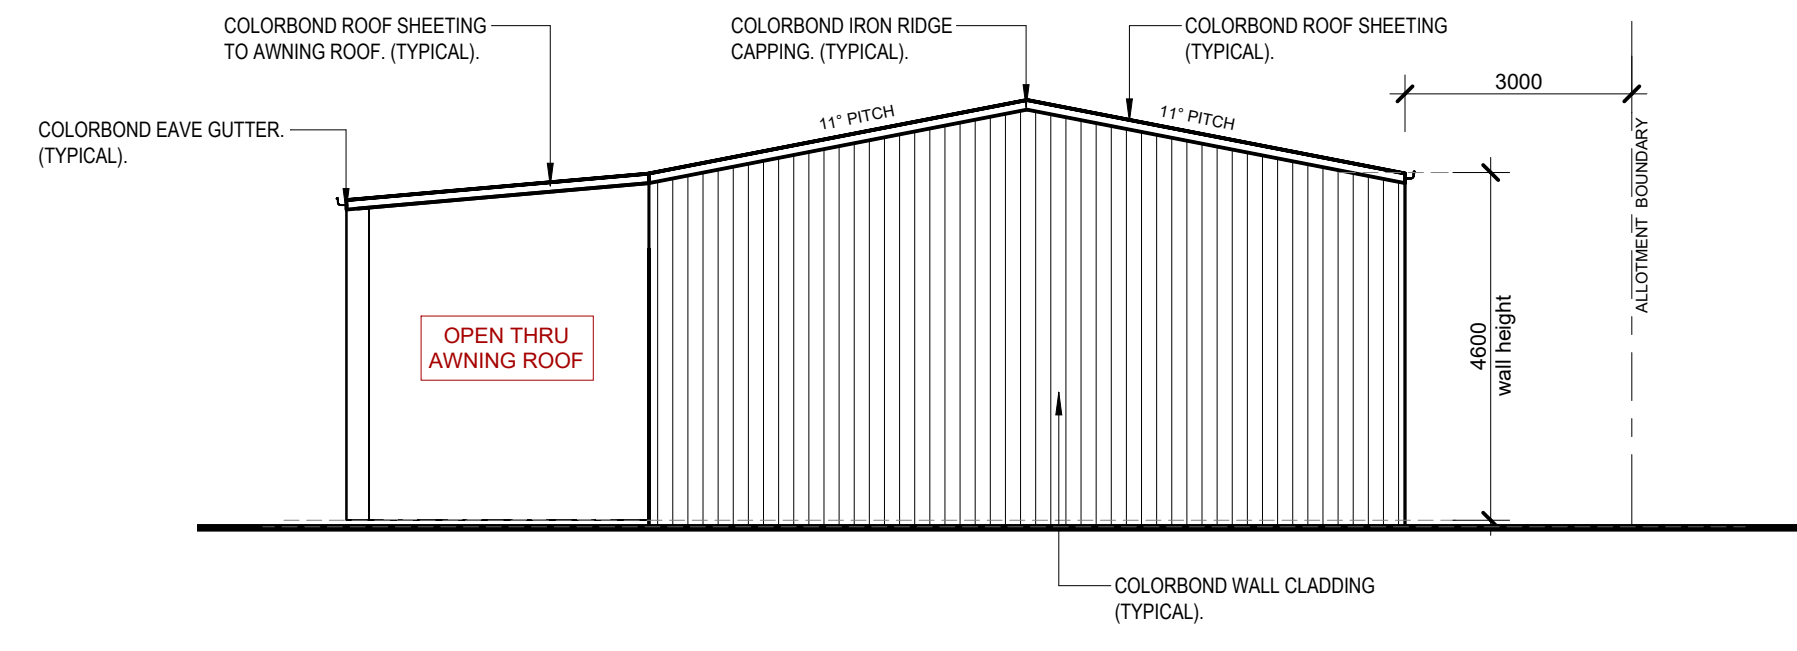 COLORBOND ROOF SHEETING
TO AWNING ROOF. (TYPICAL).
COLORBOND IRON RIDGE
CAPPING. (TYPICAL).
COLORBOND ROOF SHEETING
(TYPICAL).
3000
COLORBOND EAVE GUTTER.
(TYPICAL).
11° PITCH
11° PITCH
ALLOTMENT BOUNDARY
OPEN THRU
AWNING ROOF
4600
wall height
COLORBOND WALL CLADDING
(TYPICAL).